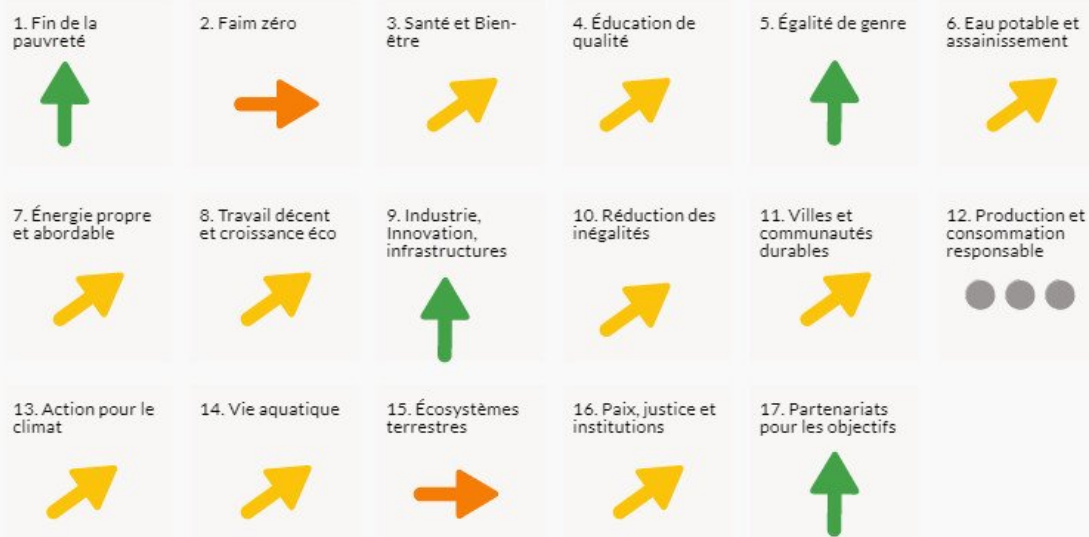 1. Fin de la
pauvreté
2. Faim zéro
3. Santé et Bien-
être
4. Éducation de
qualité
5. Égalité de genre
6. Eau potable et
assainissement
7. Énergie propre
et abordable
8. Travail décent
et croissance éco
9. Industrie,
Innovation,
infrastructures
10. Réduction des
inégalités
11. Villes et
communautés
durables
12. Production et
consommation
responsable
13. Action pour le
climat
14. Vie aquatique
15. Écosystèmes
terrestres
16. Paix, justice et
institutions
17. Partenariats
pour les objectifs